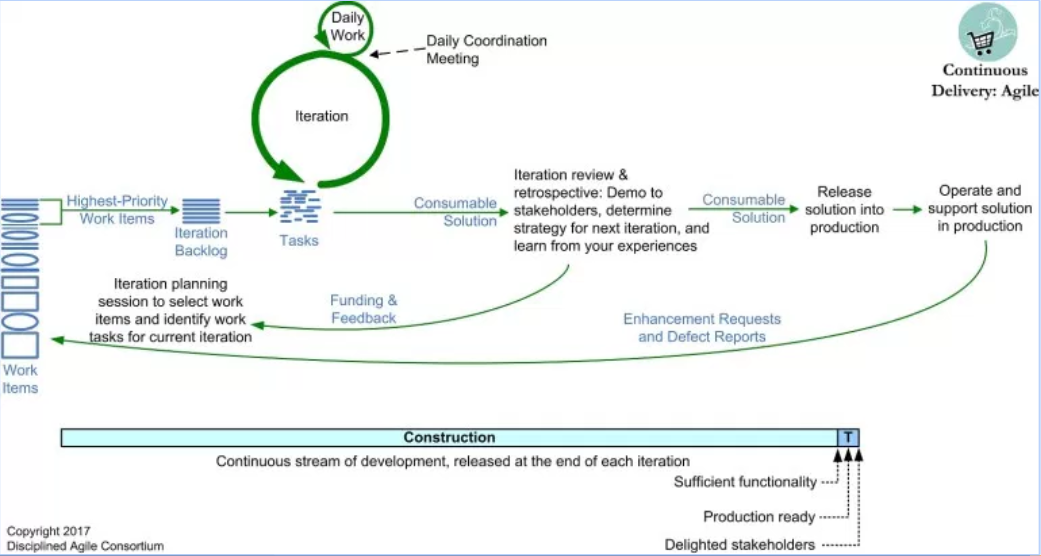 Daily
Work
Daily Coordination
Meeting
Continuous
Delivery: Agile
Iteration
Highest-Priority
Work Items
Iteration
Backlog
Tasks
Consumable
Solution
Iteration review &
retrospective: Demo to
stakeholders, determine
strategy for next iteration, and
learn from your experiences
Consumable
Solution
Release
solution into
production
Operate and
support solution
in production
Iteration planning
session to select work
items and identify work
tasks for current iteration
Funding &
Feedback
Enhancement Requests
and Defect Reports
Work
Items
Construction
T
Continuous stream of development, released at the end of each iteration
Sufficient functionality
Production ready
Delighted stakeholders
Copyright 2017
Disciplined Agile Consortium